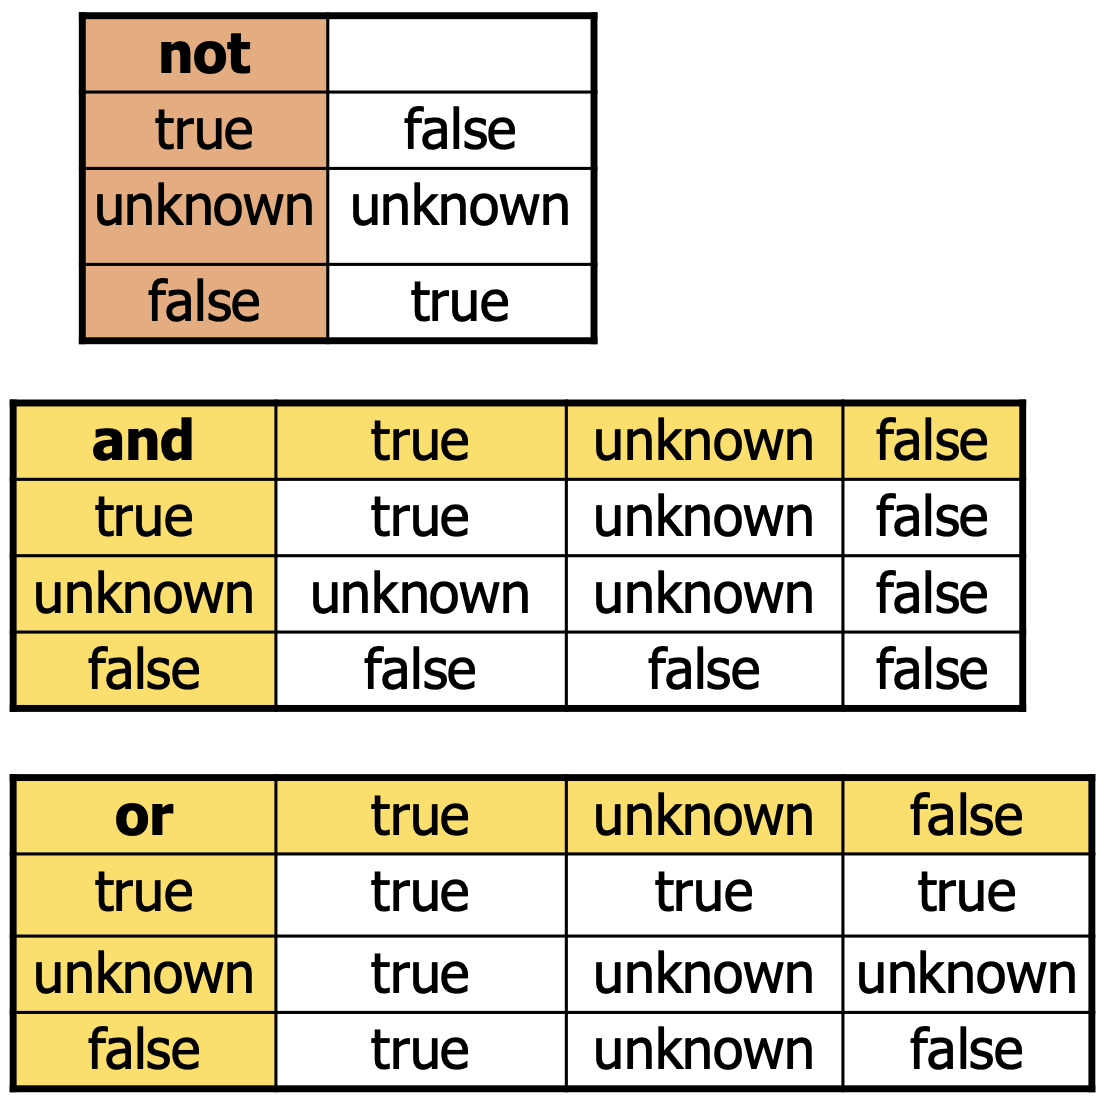 not
true false
unknown unknown
false true
and true unknown false
true true unknown false
unknown unknown unknown false
false false false false
or true unknown false
true true true true
unknown true unknown unknown
false true unknown false